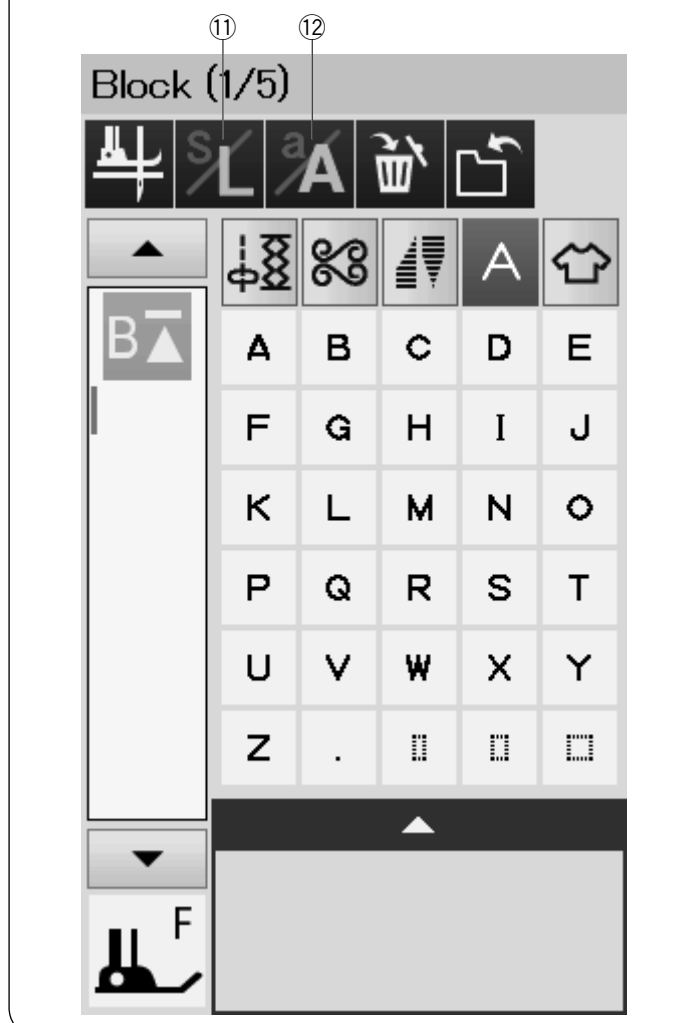 ⑪ ⑫
Block (1/5)
S/L a/A
A
B
A B C D E
F G H I J
K L M N O
P Q R S T
U V W X Y
Z .
F